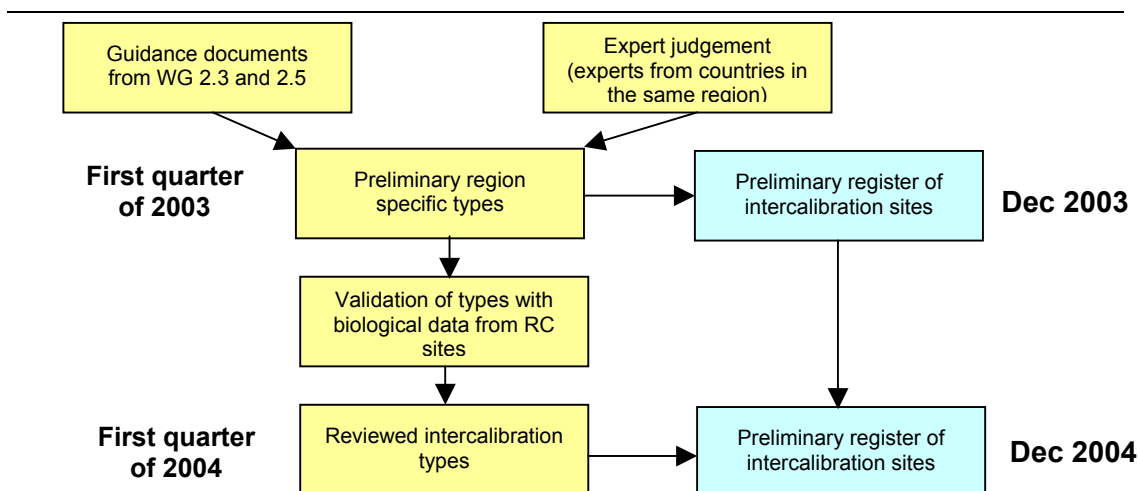 Guidance documents
from WG 2.3 and 2.5
Expert judgement
(experts from countries in
the same region)
First quarter
of 2003
Preliminary region
specific types
Preliminary register of
intercalibration sites
Dec 2003
Validation of types with
biological data from RC
sites
First quarter
of 2004
Reviewed intercalibration
types
Preliminary register of
intercalibration sites
Dec 2004